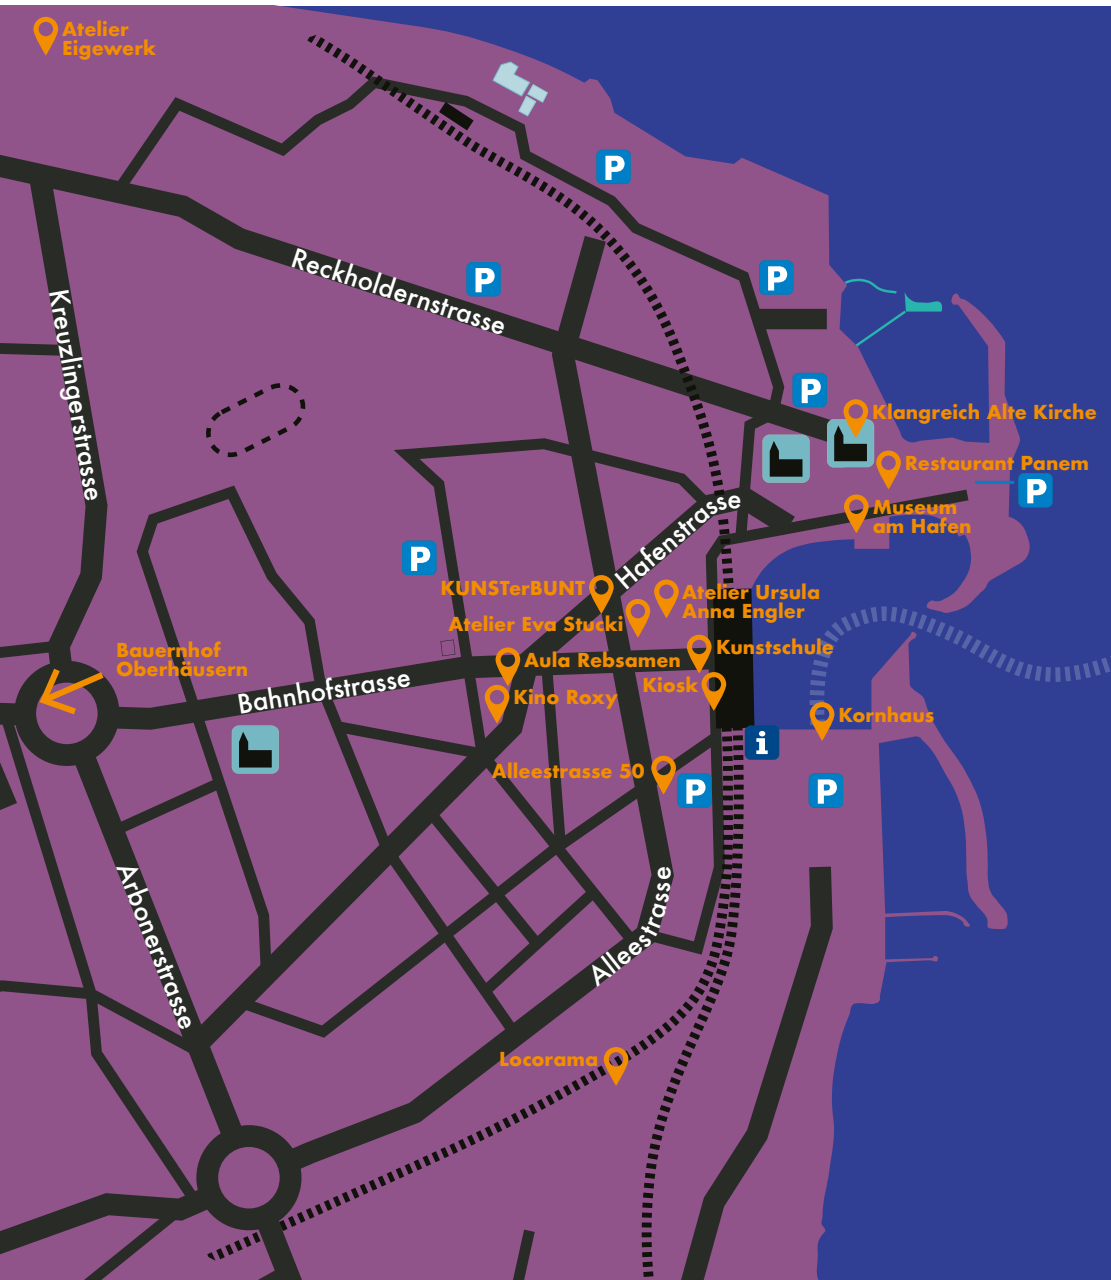 Atelier
Eigewerk
P
Reckholdernstrasse
P
P
Kreuzlingerstrasse
P
Klangreich Alte Kirche
Restaurant Panem
P
Museum
am Hafen
Hafenstrasse
P
KUNSTerBUNT
Atelier Ursula
Anna Engler
Atelier Eva Stucki
Bauernhof
Oberhäusern
Kunstschule
Aula Rebsamen
Bahnhofstrasse
Kiosk
Kino Roxy
Kornhaus
i
Alleestrasse 50
P
P
Arbonerstrasse
Alleestrasse
Locorama